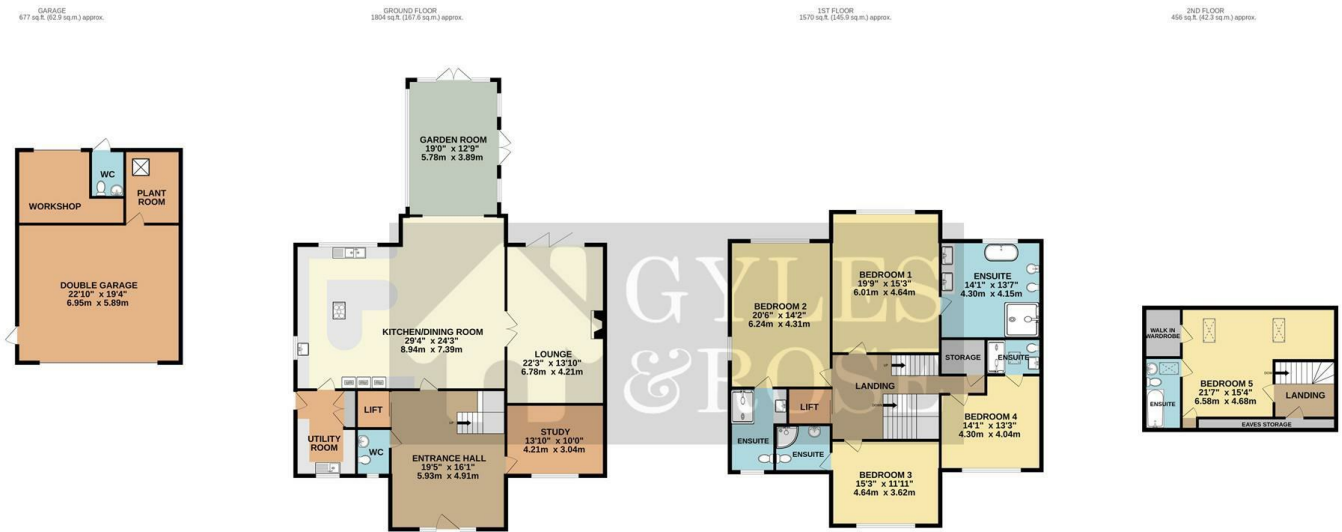 GARAGE
677 sq.ft. (62.9 sq.m.) approx.
WORKSHOP
WC
PLANT
ROOM
DOUBLE GARAGE
22'10" x 19'4"
6.95m x 5.89m
GROUND FLOOR
1804 sq.ft. (167.6 sq.m.) approx.
GARDEN ROOM
19'0" x 12'9"
5.78m x 3.89m
KITCHEN/DINING ROOM
29'4" x 24'3"
8.94m x 7.39m
LOUNGE
22'3" x 13'10"
6.78m x 4.21m
UTILITY
ROOM
LIFT
WC
UP
ENTRANCE HALL
19'5" x 16'1"
5.93m x 4.91m
STUDY
13'10" x 10'0"
4.21m x 3.04m
GYLES
&ROSE
1ST FLOOR
1570 sq.ft. (145.9 sq.m.) approx.
BEDROOM 2
20'6" x 14'2"
6.24m x 4.31m
BEDROOM 1
19'9" x 15'3"
6.01m x 4.64m
ENSUITE
14'1" x 13'7"
4.30m x 4.15m
STORAGE
ENSUITE
LANDING
UP
DOWN
LIFT
ENSUITE
ENSUITE
BEDROOM 4
14'1" x 13'3"
4.30m x 4.04m
BEDROOM 3
15'3" x 11'11"
4.64m x 3.62m
2ND FLOOR
456 sq.ft. (42.3 sq.m.) approx.
WALK IN
WARDROBE
ENSUITE
BEDROOM 5
21'7" x 15'4"
6.58m x 4.68m
DOWN
LANDING
EAVES STORAGE